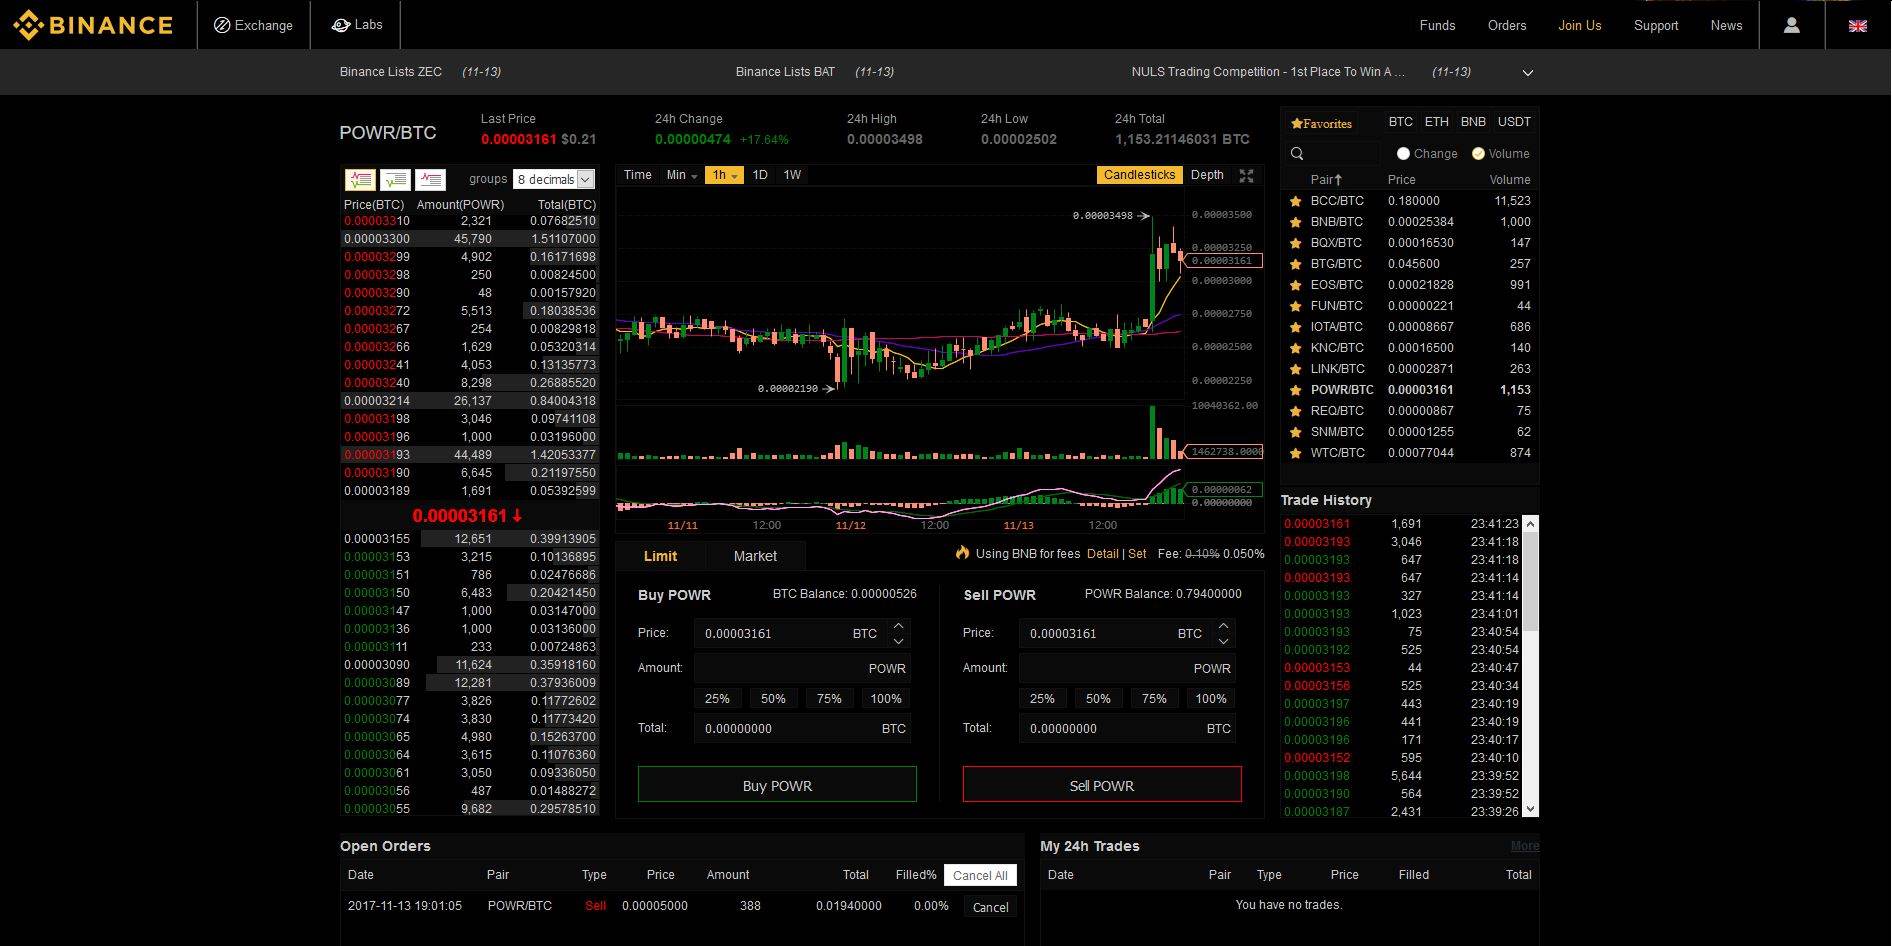 BINANCE Exchange Labs Funds Orders Join Us Support News
Binance Lists ZEC (11-13) Binance Lists BAT (11-13) NULS Trading Competition - 1st Place To Win A ... (11-13)
POWR/BTC
Last Price 24h Change 24h High 24h Low 24h Total
0.00003161 $0.21 0.00000474 +17.64% 0.00003498 0.00002502 1,153.21146031 BTC
groups 8 decimals
Price(BTC) Amount(POWR) Total(BTC)
0.00003310 2,321 0.07682510
0.00003300 45,790 1.51107000
0.00003299 4,902 0.16171698
0.00003298 250 0.00824500
0.00003290 48 0.00157920
0.00003272 5,513 0.18038536
0.00003267 254 0.00829818
0.00003266 1,629 0.05320314
0.00003241 4,053 0.13135773
0.00003240 8,298 0.26885520
0.00003214 26,137 0.84004318
0.00003198 3,046 0.09741108
0.00003196 1,000 0.03196000
0.00003193 44,489 1.42053377
0.00003190 6,645 0.21197550
0.00003189 1,691 0.05392599
0.00003161
0.00003155 12,651 0.39913905
0.00003153 3,215 0.10136895
0.00003151 786 0.02476686
0.00003150 6,483 0.20421450
0.00003147 1,000 0.03147000
0.00003136 1,000 0.03136000
0.00003111 233 0.00724863
0.00003090 11,624 0.35918160
0.00003089 12,281 0.37936009
0.00003077 3,826 0.11772602
0.00003074 3,830 0.11773420
0.00003065 4,980 0.15263700
0.00003064 3,615 0.11076360
0.00003061 3,050 0.09336050
0.00003056 487 0.01488272
0.00003055 9,682 0.29578510
Time Min 1h 1D 1W Candlesticks Depth
0.00003498
0.00002190
0.00003500
0.00003250
0.00003161
0.00003000
0.00002750
0.00002500
0.00002250
10040362.00
1462738.0000
0.00000062
0.00000000
11/11 12:00 11/12 12:00 11/13 12:00
Limit Market
Using BNB for fees Detail | Set Fee: 0.10% 0.050%
Buy POWR BTC Balance: 0.00000526
Price: 0.00003161 BTC
Amount: POWR
25% 50% 75% 100%
Total: 0.00000000 BTC
Buy POWR
Sell POWR POWR Balance: 0.79400000
Price: 0.00003161 BTC
Amount: POWR
25% 50% 75% 100%
Total: 0.00000000 BTC
Sell POWR
Favorites BTC ETH BNB USDT
Change Volume
Pair Price Volume
BCC/BTC 0.180000 11,523
BNB/BTC 0.00025384 1,000
BQX/BTC 0.00016530 147
BTG/BTC 0.045600 257
EOS/BTC 0.00021828 991
FUN/BTC 0.00000221 44
IOTA/BTC 0.00008667 686
KNC/BTC 0.00016500 140
LINK/BTC 0.00002871 263
POWR/BTC 0.00003161 1,153
REQ/BTC 0.00000867 75
SNM/BTC 0.00001255 62
WTC/BTC 0.00077044 874
Trade History
0.00003161 1,691 23:41:23
0.00003193 3,046 23:41:18
0.00003193 647 23:41:18
0.00003193 647 23:41:14
0.00003193 327 23:41:14
0.00003193 1,023 23:41:01
0.00003193 75 23:40:54
0.00003192 525 23:40:54
0.00003153 44 23:40:47
0.00003156 525 23:40:34
0.00003197 443 23:40:19
0.00003196 441 23:40:19
0.00003196 171 23:40:17
0.00003152 595 23:40:10
0.00003198 5,644 23:39:52
0.00003190 564 23:39:52
0.00003187 2,431 23:39:26
Open Orders
Date Pair Type Price Amount Total Filled% Cancel All
2017-11-13 19:01:05 POWR/BTC Sell 0.00005000 388 0.01940000 0.00% Cancel
My 24h Trades More
Date Pair Type Price Filled Total
You have no trades.